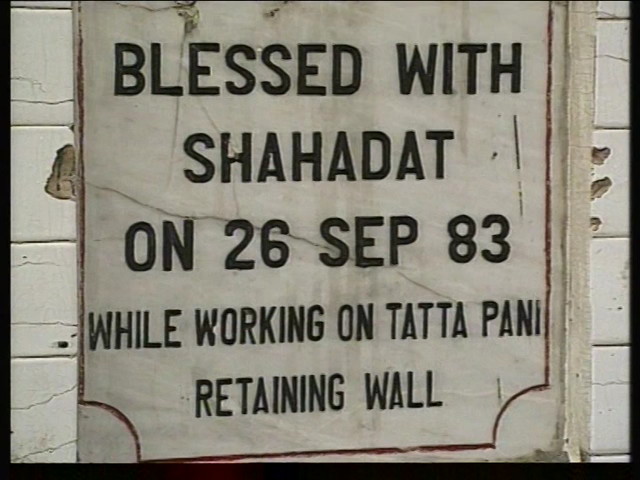 BLESSED WITH
SHAHADAT
ON 26 SEP 83
WHILE WORKING ON TATTA PANI
RETAINING WALL